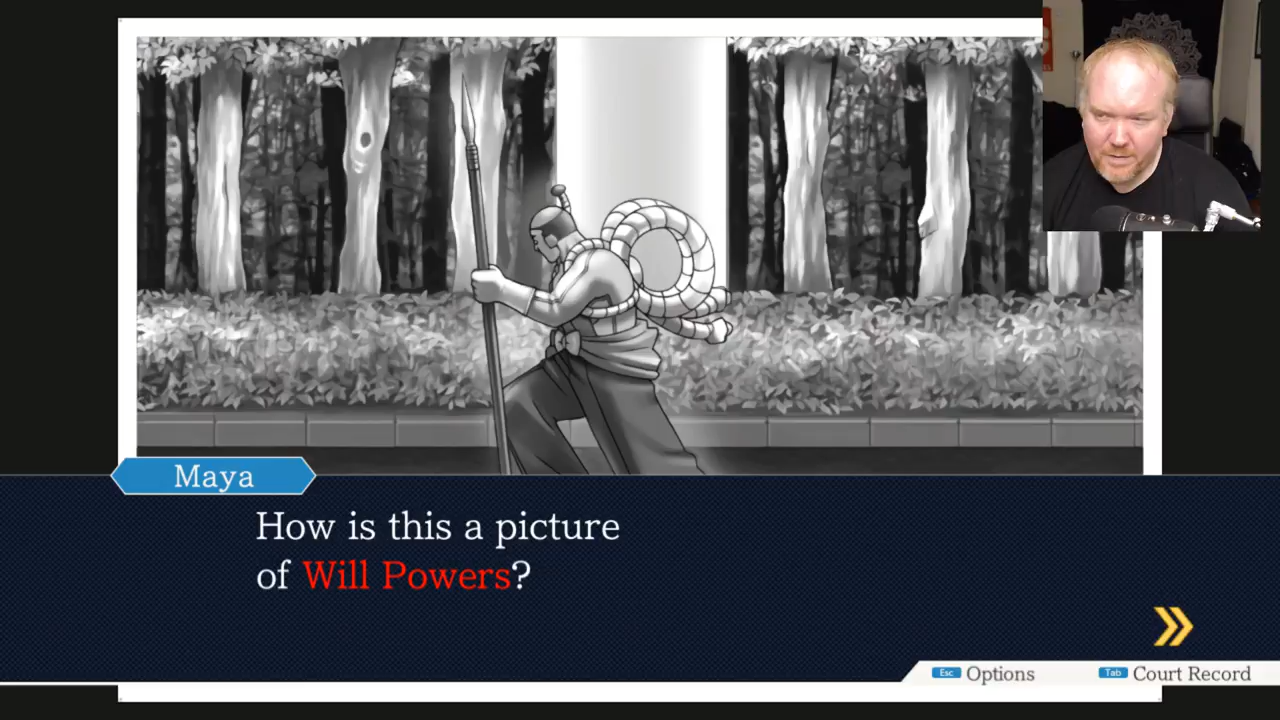 Maya
How is this a picture
of Will Powers?
Esc Options
Tab Court Record